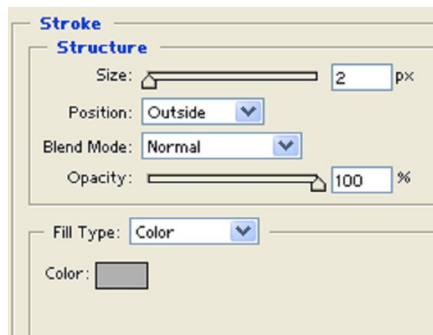 Stroke
Structure
Size: 2 px
Position: Outside
Blend Mode: Normal
Opacity: 100 %
Fill Type: Color
Color: